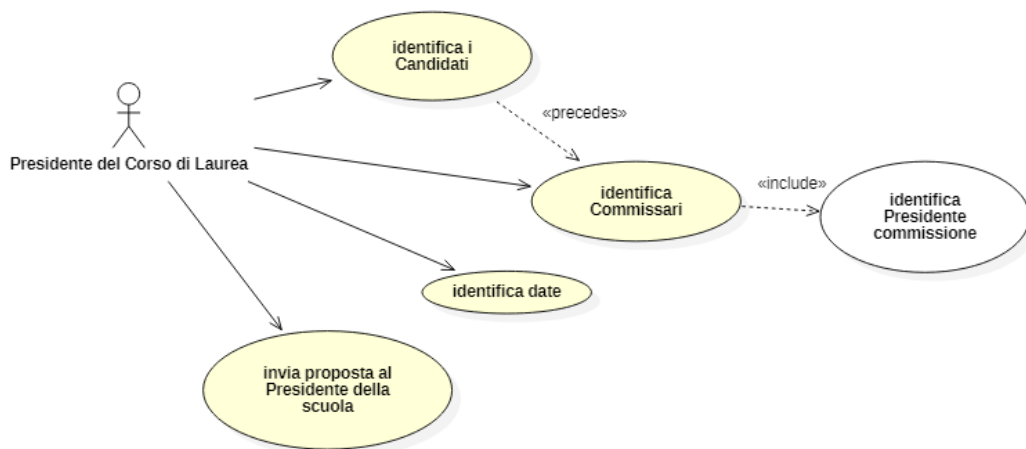 identifica i
Candidati
«precedes»
Presidente del Corso di Laurea
identifica
Commissari
«include»
identifica
Presidente
commissione
identifica date
invia proposta al
Presidente della
scuola